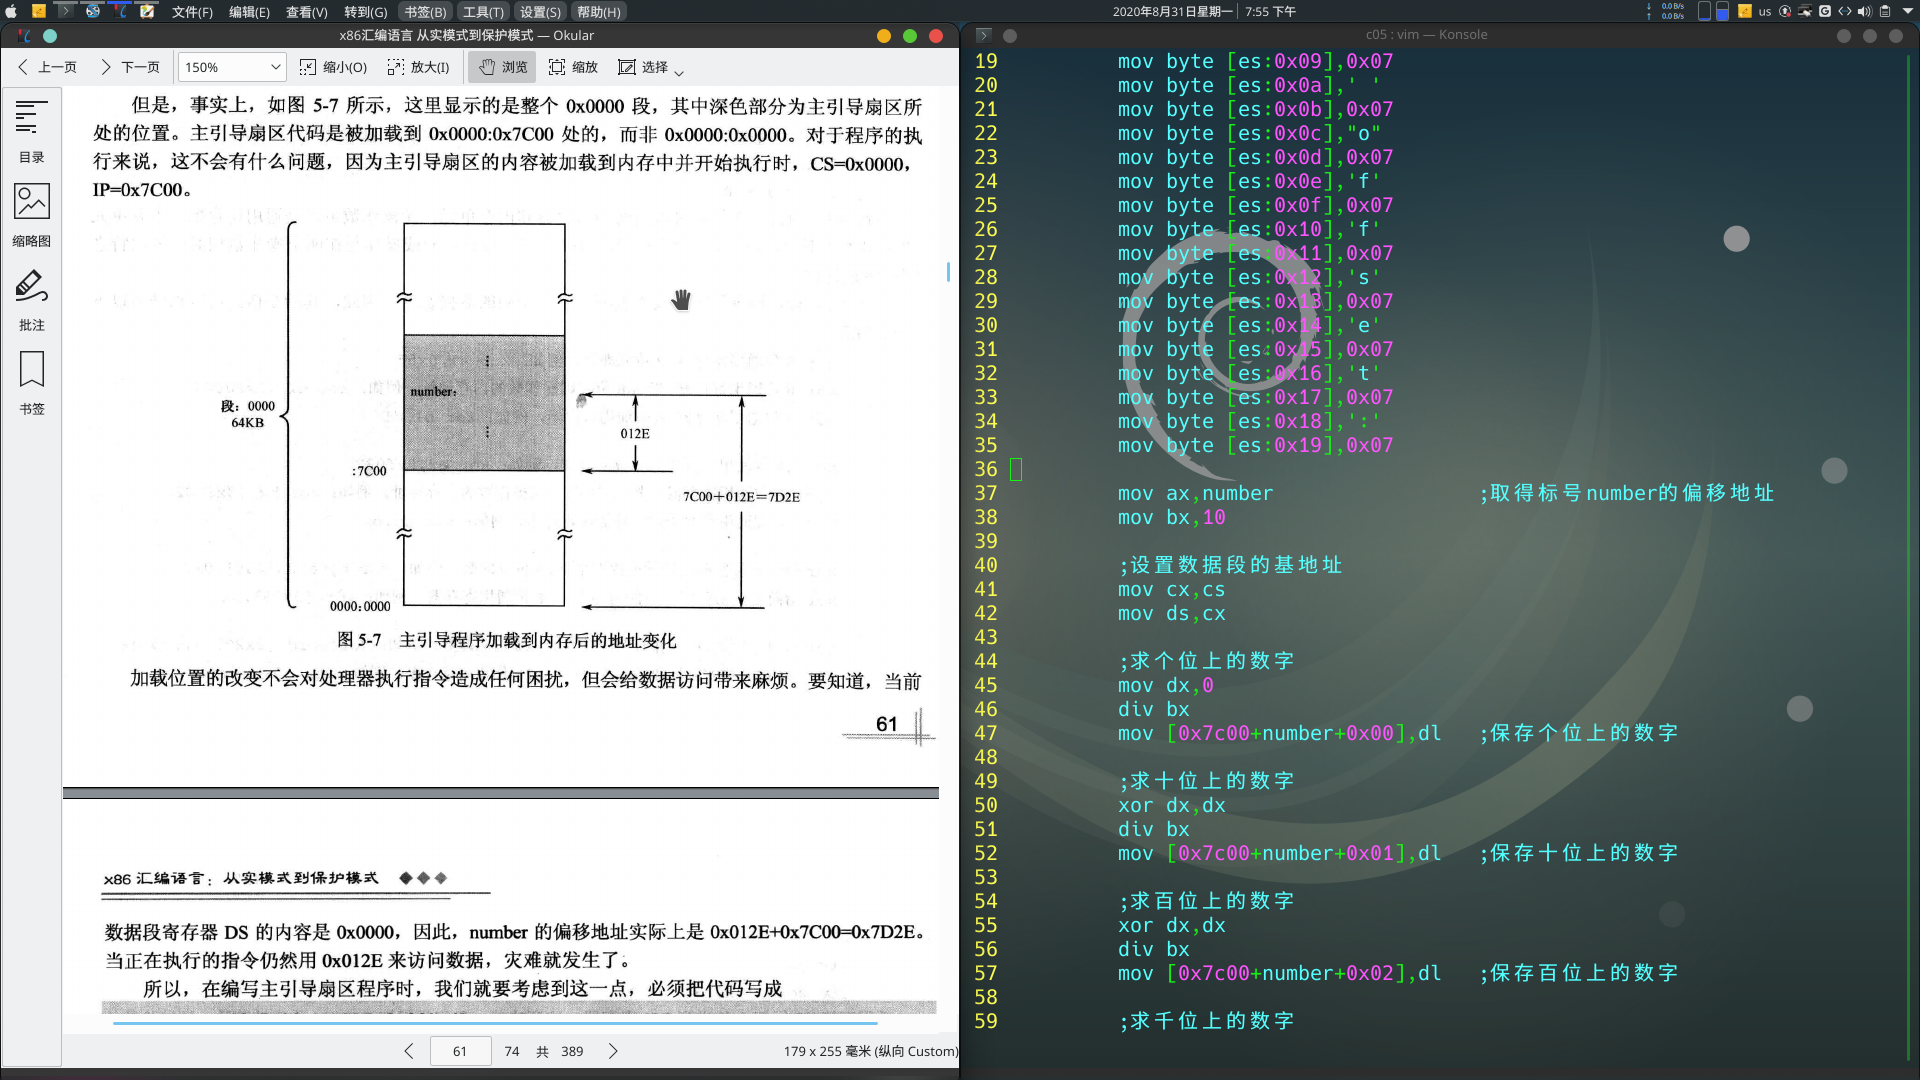 文件(F) 编辑(E) 查看(V) 转到(G) 书签(B) 工具(T) 设置(S) 帮助(H)
2020年8月31日星期一 7:55 下午
0.0 B/s
0.0 B/s
us
x86汇编语言 从实模式到保护模式 — Okular
上一页 下一页 150% 缩小(O) 放大(I) 浏览 缩放 选择
目录
缩略图
批注
书签
但是，事实上，如图 5-7 所示，这里显示的是整个 0x0000 段，其中深色部分为主引导扇区所
处的位置。主引导扇区代码是被加载到 0x0000:0x7C00 处的，而非 0x0000:0x0000。对于程序的执
行来说，这不会有什么问题，因为主引导扇区的内容被加载到内存中并开始执行时，CS=0x0000，
IP=0x7C00。
number:
段：0000
64KB
012E
:7C00
7C00＋012E＝7D2E
0000:0000
图 5-7 主引导程序加载到内存后的地址变化
加载位置的改变不会对处理器执行指令造成任何困扰，但会给数据访问带来麻烦。要知道，当前
61
x86 汇编语言：从实模式到保护模式 ◆◆◆
数据段寄存器 DS 的内容是 0x0000，因此，number 的偏移地址实际上是 0x012E+0x7C00=0x7D2E。
当正在执行的指令仍然用 0x012E 来访问数据，灾难就发生了。
所以，在编写主引导扇区程序时，我们就要考虑到这一点，必须把代码写成
61 74 共 389
179 x 255 毫米 (纵向 Custom)
c05 : vim — Konsole
19 mov byte [es:0x09],0x07
20 mov byte [es:0x0a],' '
21 mov byte [es:0x0b],0x07
22 mov byte [es:0x0c],"o"
23 mov byte [es:0x0d],0x07
24 mov byte [es:0x0e],'f'
25 mov byte [es:0x0f],0x07
26 mov byte [es:0x10],'f'
27 mov byte [es:0x11],0x07
28 mov byte [es:0x12],'s'
29 mov byte [es:0x13],0x07
30 mov byte [es:0x14],'e'
31 mov byte [es:0x15],0x07
32 mov byte [es:0x16],'t'
33 mov byte [es:0x17],0x07
34 mov byte [es:0x18],':'
35 mov byte [es:0x19],0x07
36
37 mov ax,number ;取得标号number的偏移地址
38 mov bx,10
39
40 ;设置数据段的基地址
41 mov cx,cs
42 mov ds,cx
43
44 ;求个位上的数字
45 mov dx,0
46 div bx
47 mov [0x7c00+number+0x00],dl ;保存个位上的数字
48
49 ;求十位上的数字
50 xor dx,dx
51 div bx
52 mov [0x7c00+number+0x01],dl ;保存十位上的数字
53
54 ;求百位上的数字
55 xor dx,dx
56 div bx
57 mov [0x7c00+number+0x02],dl ;保存百位上的数字
58
59 ;求千位上的数字